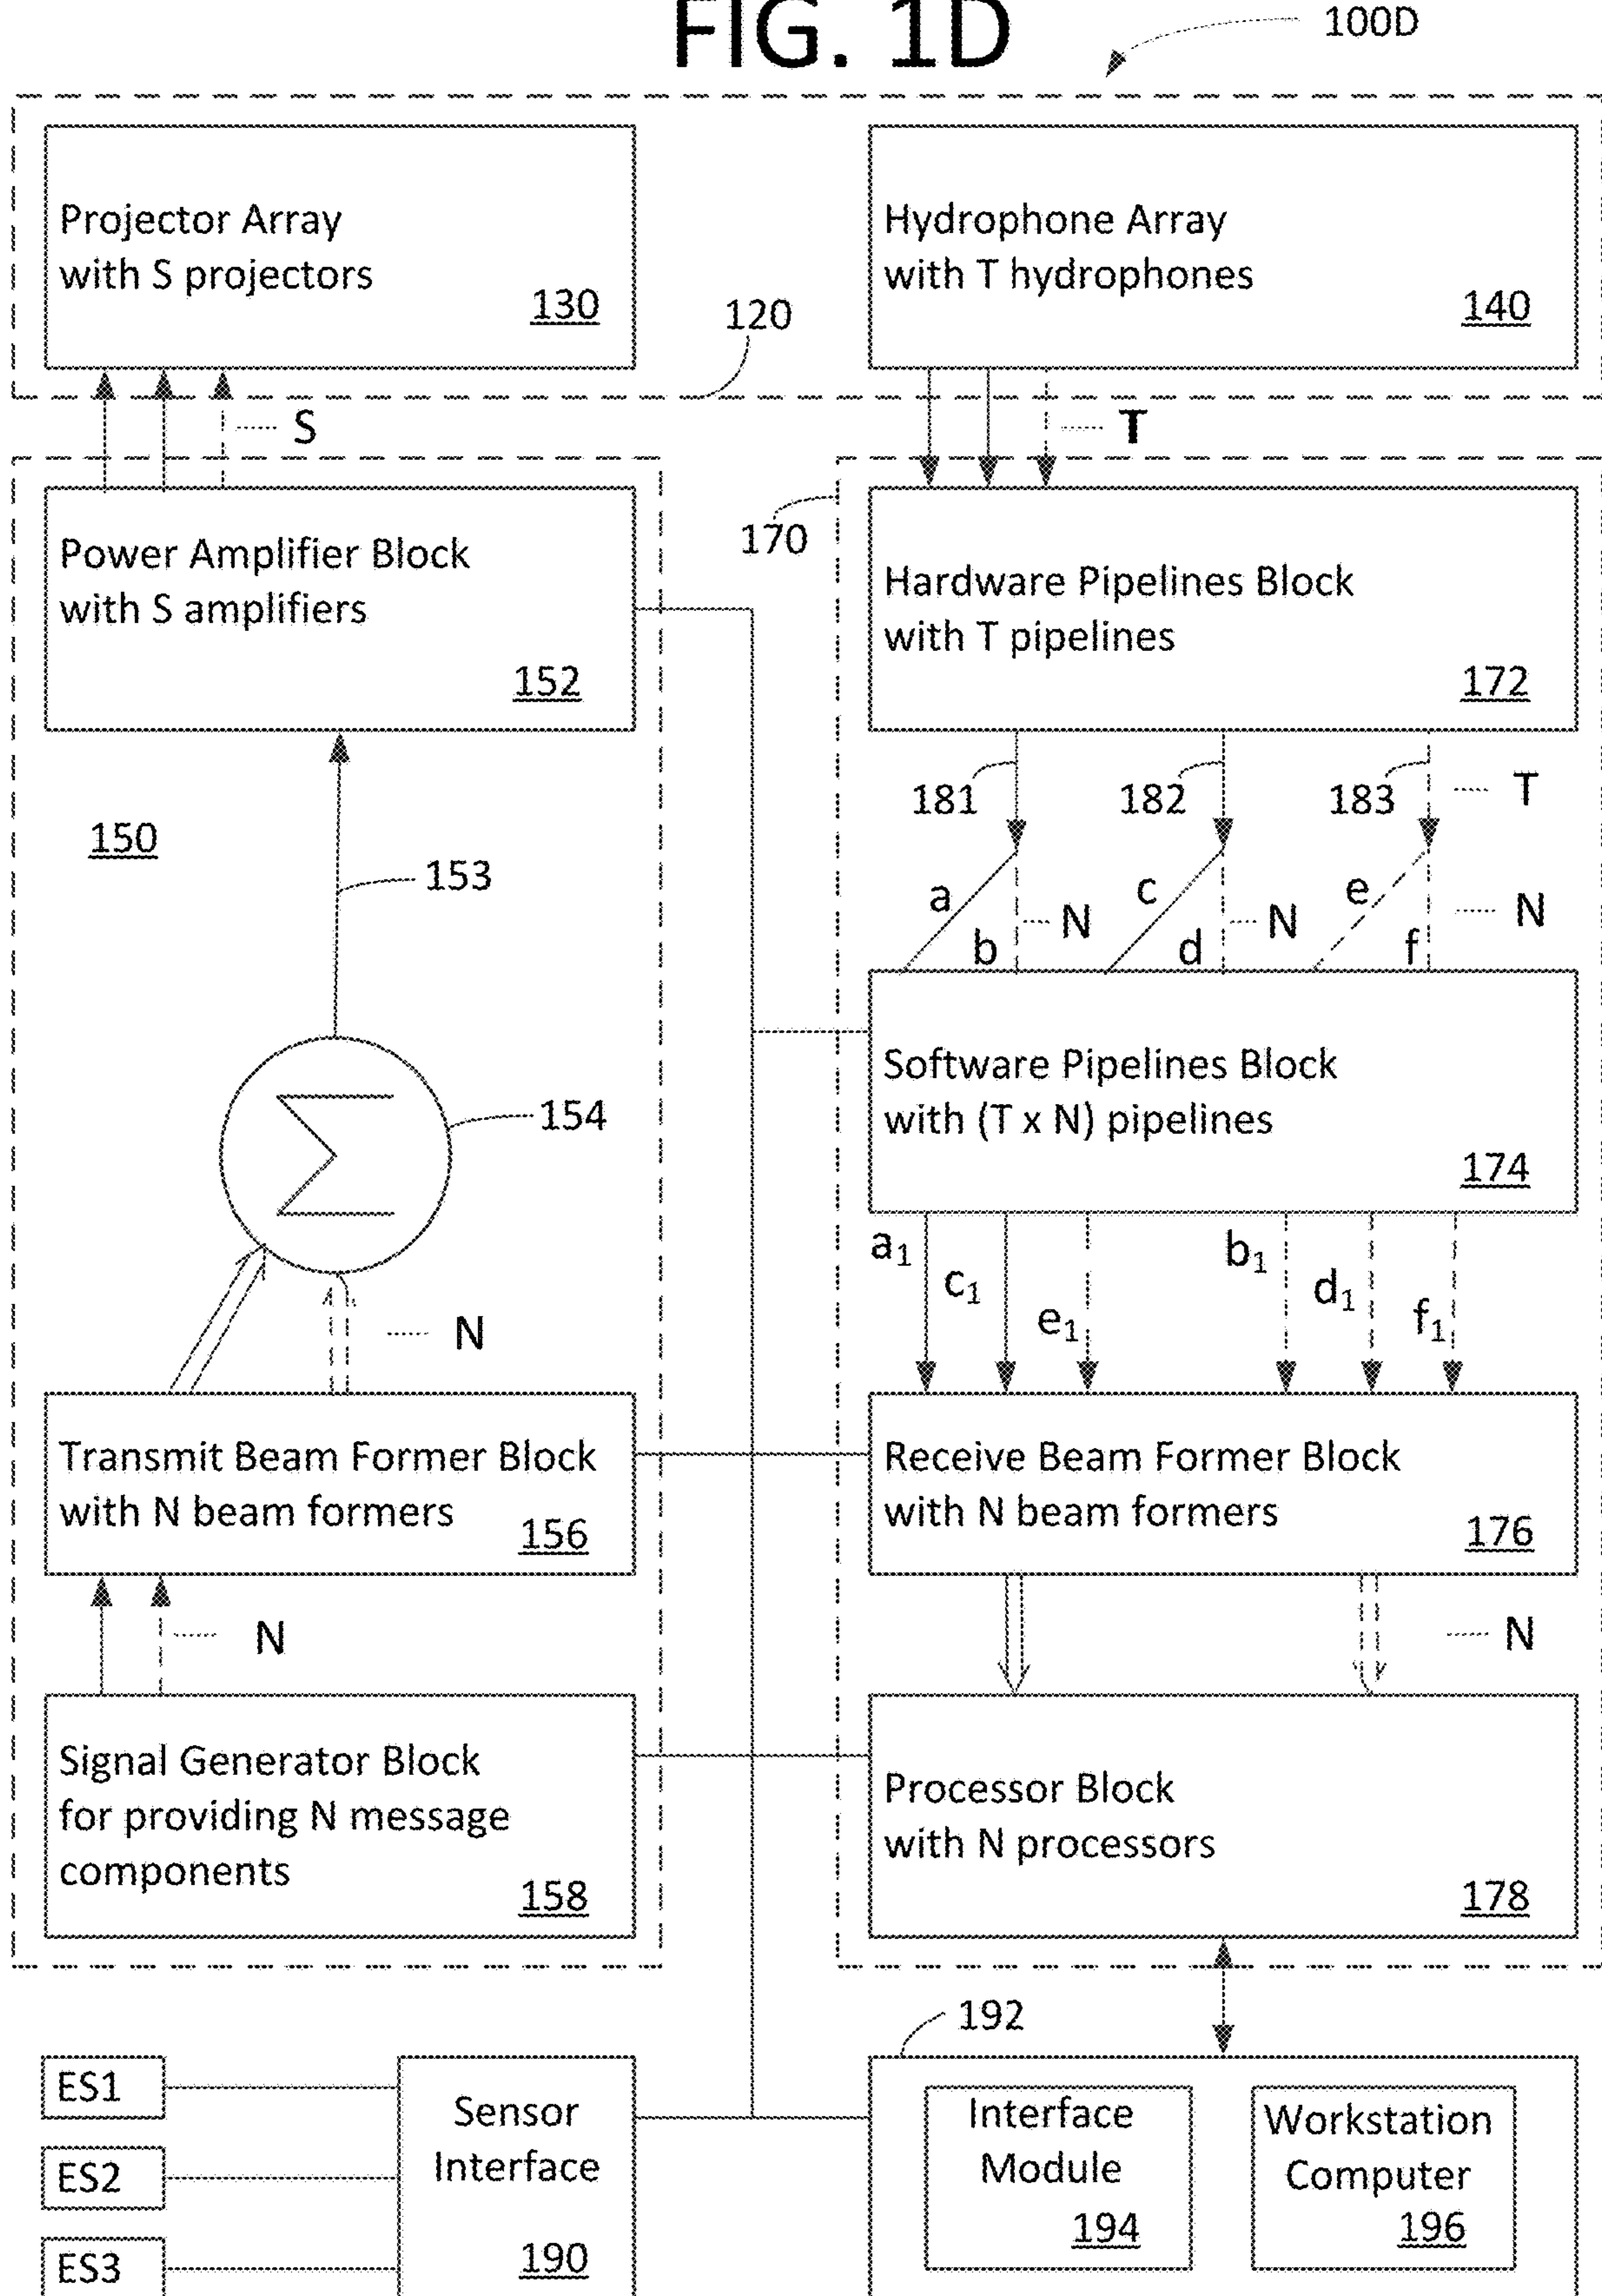 FIG. 1D
100D
Projector Array
with S projectors
130
Hydrophone Array
with T hydrophones
140
120
S
T
170
Power Amplifier Block
with S amplifiers
152
Hardware Pipelines Block
with T pipelines
172
150
153
181
182
183
T
a
b
N
c
d
N
e
f
N
154
Software Pipelines Block
with (T x N) pipelines
174
a1
c1
e1
b1
d1
f1
N
Transmit Beam Former Block
with N beam formers
156
Receive Beam Former Block
with N beam formers
176
N
N
Signal Generator Block
for providing N message
components
158
Processor Block
with N processors
178
192
ES1
ES2
ES3
Sensor
Interface
190
Interface
Module
194
Workstation
Computer
196